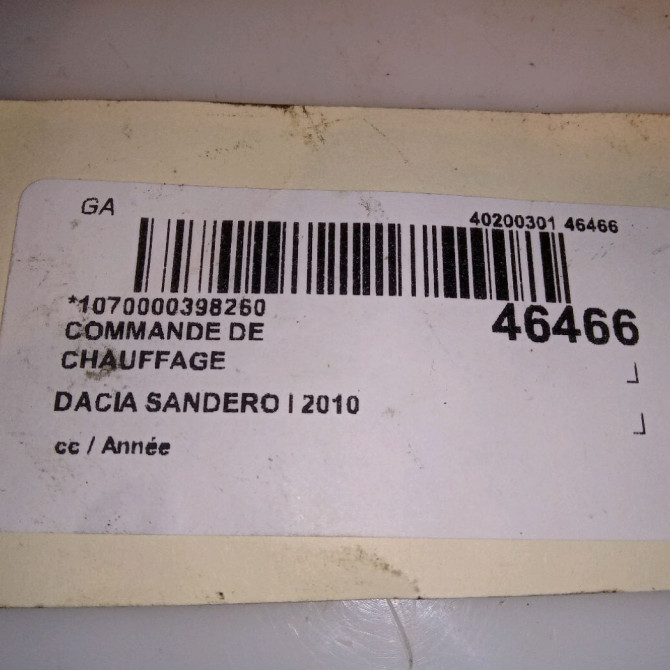 GA
40200301 46466
*1070000398260
46466
COMMANDE DE
CHAUFFAGE
DACIA SANDERO I 2010
cc / Année